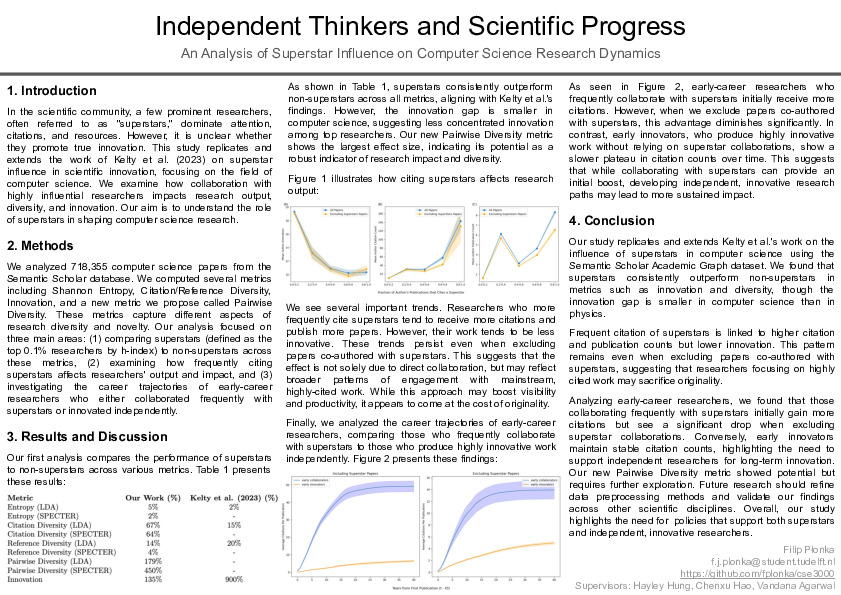 Independent Thinkers and Scientific Progress
An Analysis of Superstar Influence on Computer Science Research Dynamics
1. Introduction
In the scientific community, a few prominent researchers,
often referred to as "superstars," dominate attention,
citations, and resources. However, it is unclear whether
they promote true innovation. This study replicates and
extends the work of Kelty et al. (2023) on superstar
influence in scientific innovation, focusing on the field of
computer science. We examine how collaboration with
highly influential researchers impacts research output,
diversity, and innovation. Our aim is to understand the role
of superstars in shaping computer science research.
2. Methods
We analyzed 718,355 computer science papers from the
Semantic Scholar database. We computed several metrics
including Shannon Entropy, Citation/Reference Diversity,
Innovation, and a new metric we propose called Pairwise
Diversity. These metrics capture different aspects of
research diversity and novelty. Our analysis focused on
three main areas: (1) comparing superstars (defined as the
top 0.1% researchers by h-index) to non-superstars across
these metrics, (2) examining how frequently citing
superstars affects researchers' output and impact, and (3)
investigating the career trajectories of early-career
researchers who either collaborated frequently with
superstars or innovated independently.
3. Results and Discussion
Our first analysis compares the performance of superstars
to non-superstars across various metrics. Table 1 presents
these results:
Metric Our Work (%) Kelty et al. (2023) (%)
Entropy (LDA) 5% 2%
Entropy (SPECTER) 2% -
Citation Diversity (LDA) 67% 15%
Citation Diversity (SPECTER) 64% -
Reference Diversity (LDA) 14% 20%
Reference Diversity (SPECTER) 4% -
Pairwise Diversity (LDA) 179% -
Pairwise Diversity (SPECTER) 450% -
Innovation 135% 900%
As shown in Table 1, superstars consistently outperform
non-superstars across all metrics, aligning with Kelty et al.'s
findings. However, the innovation gap is smaller in
computer science, suggesting less concentrated innovation
among top researchers. Our new Pairwise Diversity metric
shows the largest effect size, indicating its potential as a
robust indicator of research impact and diversity.
Figure 1 illustrates how citing superstars affects research
output:
All Papers
Excluding Superstar Papers
All Papers
Excluding Superstar Papers
All Papers
Excluding Superstar Papers
Fraction of Author's Publications that Cites a Superstar
We see several important trends. Researchers who more
frequently cite superstars tend to receive more citations and
publish more papers. However, their work tends to be less
innovative. These trends persist even when excluding
papers co-authored with superstars. This suggests that the
effect is not solely due to direct collaboration, but may reflect
broader patterns of engagement with mainstream,
highly-cited work. While this approach may boost visibility
and productivity, it appears to come at the cost of originality.
Finally, we analyzed the career trajectories of early-career
researchers, comparing those who frequently collaborate
with superstars to those who produce highly innovative work
independently. Figure 2 presents these findings:
Including Superstar Papers
early collaborators
early innovators
Average Citations Per Publication
Excluding Superstar Papers
early collaborators
early innovators
Average Citations Per Publication
Years from First Publication
As seen in Figure 2, early-career researchers who
frequently collaborate with superstars initially receive more
citations. However, when we exclude papers co-authored
with superstars, this advantage diminishes significantly. In
contrast, early innovators, who produce highly innovative
work without relying on superstar collaborations, show a
slower plateau in citation counts over time. This suggests
that while collaborating with superstars can provide an
initial boost, developing independent, innovative research
paths may lead to more sustained impact.
4. Conclusion
Our study replicates and extends Kelty et al.'s work on the
influence of superstars in computer science using the
Semantic Scholar Academic Graph dataset. We found that
superstars consistently outperform non-superstars in
metrics such as innovation and diversity, though the
innovation gap is smaller in computer science than in
physics.
Frequent citation of superstars is linked to higher citation
and publication counts but lower innovation. This pattern
remains even when excluding papers co-authored with
superstars, suggesting that researchers focusing on highly
cited work may sacrifice originality.
Analyzing early-career researchers, we found that those
collaborating frequently with superstars initially gain more
citations but see a significant drop when excluding
superstar collaborations. Conversely, early innovators
maintain stable citation counts, highlighting the need to
support independent researchers for long-term innovation.
Our new Pairwise Diversity metric showed potential but
requires further exploration. Future research should refine
data preprocessing methods and validate our findings
across other scientific disciplines. Overall, our study
highlights the need for policies that support both superstars
and independent, innovative researchers.
Filip Plonka
f.j.plonka@student.tudelft.nl
https://github.com/fplonka/cse3000
Supervisors: Hayley Hung, Chenxu Hao, Vandana Agarwal